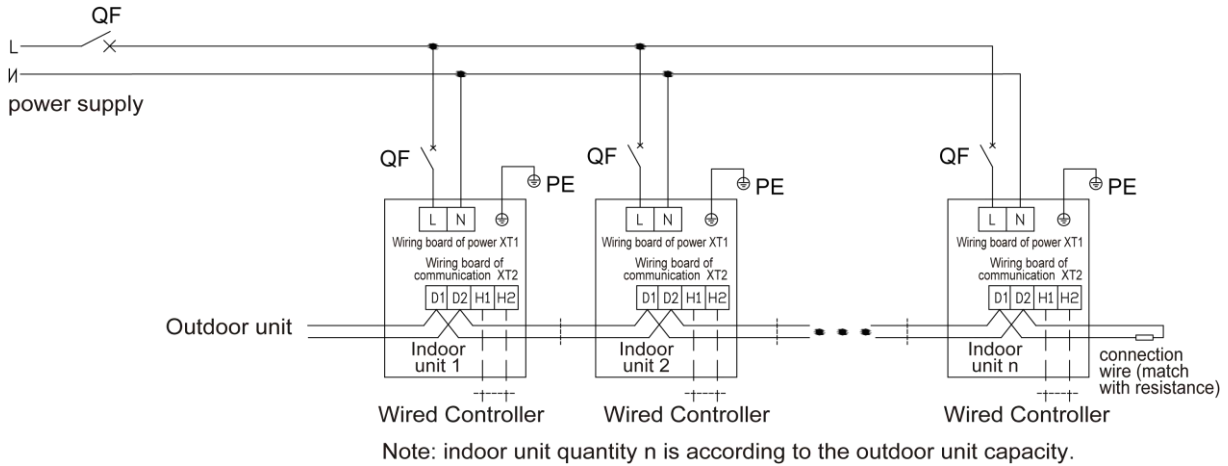 QF
L
N
power supply
QF
PE
QF
PE
QF
PE
L N
Wiring board of power XT1
Wiring board of
communication XT2
D1 D2 H1 H2
L N
Wiring board of power XT1
Wiring board of
communication XT2
D1 D2 H1 H2
L N
Wiring board of power XT1
Wiring board of
communication XT2
D1 D2 H1 H2
Outdoor unit
Indoor
unit 1
Indoor
unit 2
Indoor
unit n
connection
wire (match
with resistance)
Wired Controller
Wired Controller
Wired Controller
Note: indoor unit quantity n is according to the outdoor unit capacity.